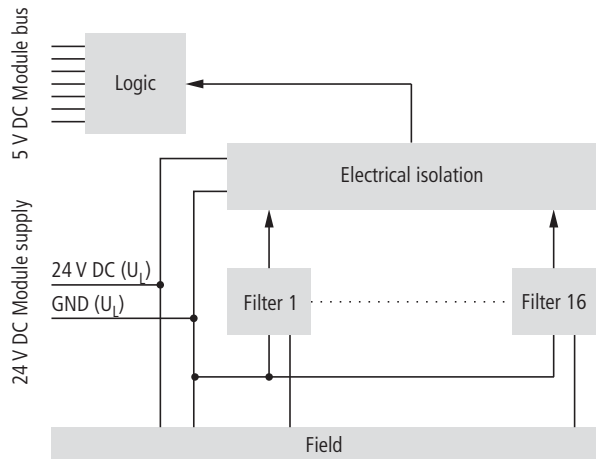 5 V DC Module bus
Logic
Electrical isolation
24 V DC Module supply
24 V DC (UL)
GND (UL)
Filter 1
Filter 16
Field